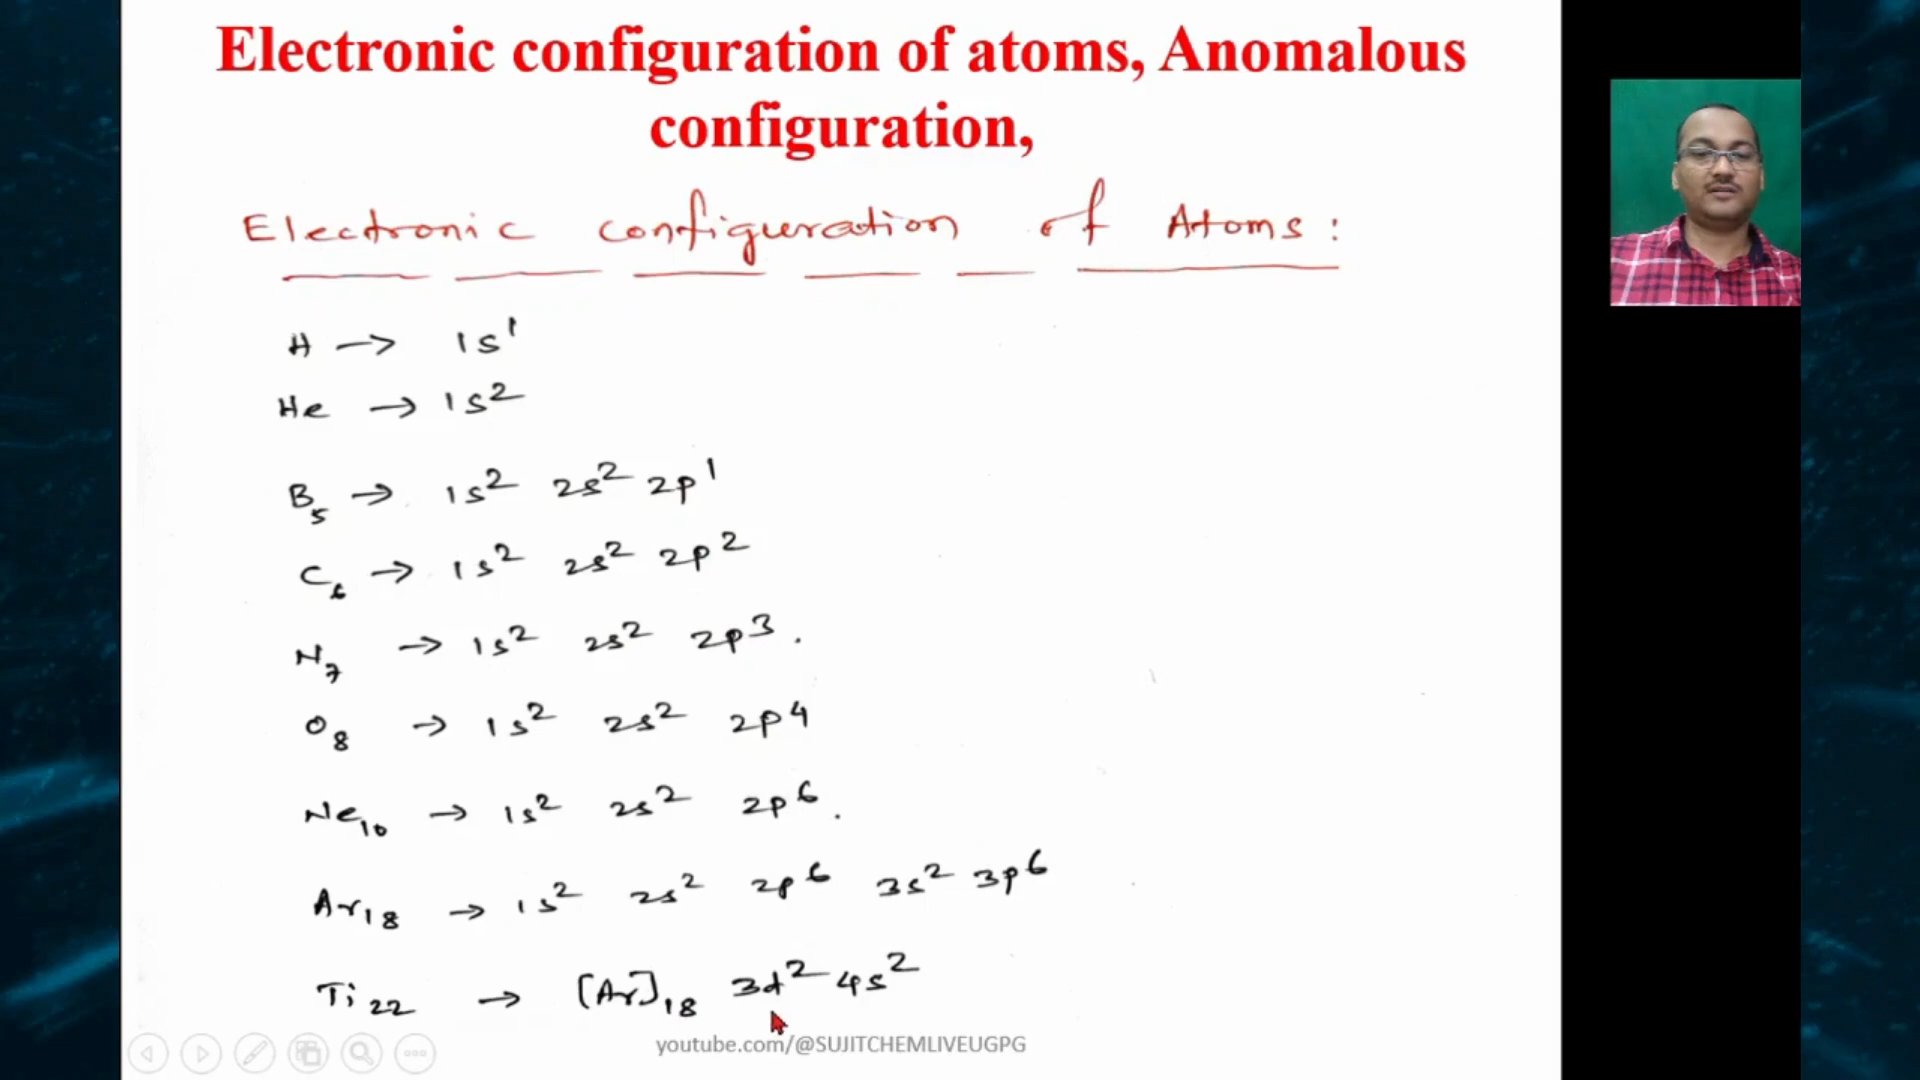 Electronic configuration of atoms, Anomalous
configuration,
Electronic configuration of Atoms:
H → 1s¹
He → 1s²
B₅ → 1s² 2s² 2p¹
C₆ → 1s² 2s² 2p²
N₇ → 1s² 2s² 2p³.
O₈ → 1s² 2s² 2p⁴
Ne₁₀ → 1s² 2s² 2p⁶.
Ar₁₈ → 1s² 2s² 2p⁶ 3s² 3p⁶
Ti₂₂ → [Ar]₁₈ 3d² 4s²
youtube.com/@SUJITCHEMLIVEUGPG